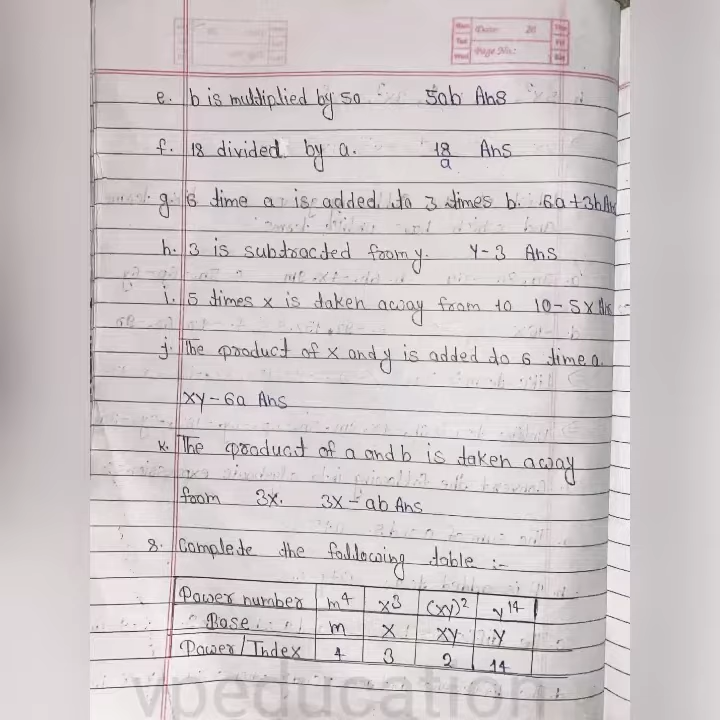 Date: 20
Page No.:
e. b is multiplied by 50 50b Ans
f. 18 divided by a. 18/a Ans
g. 6 time a is added to 3 times b. 6a+3b Ans
h. 3 is subtracted from y. y-3 Ans
i. 5 times x is taken away from 10 10-5x Ans
j. The product of x and y is added to 6 time a.
xy-6a Ans
k. The product of a and b is taken away
from 3x. 3x-ab Ans
8. Complete the following table :-
Power number m⁴ x³ (xy)² y¹⁴
Base m x xy y
Power/Index 4 3 2 14
vpeducation